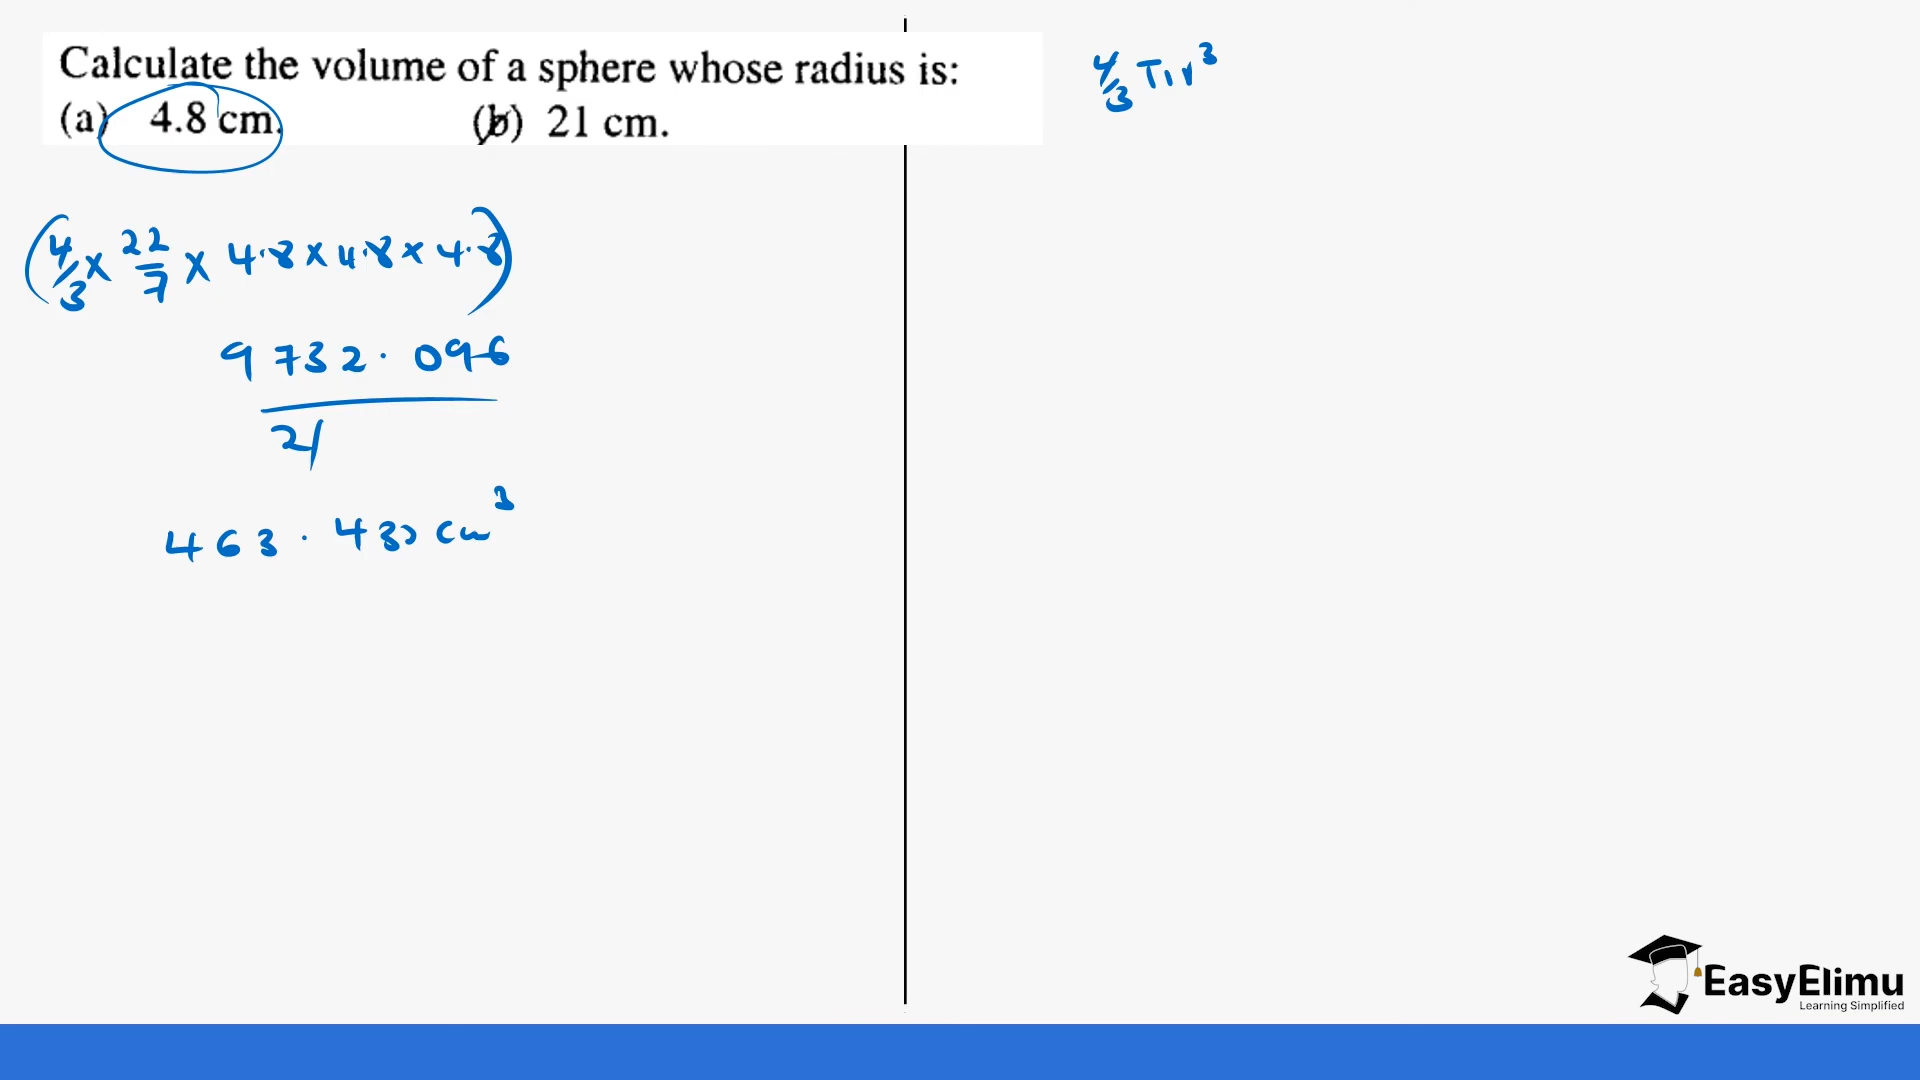 Calculate the volume of a sphere whose radius is:
(a) 4.8 cm. (b) 21 cm.
4/3 πr³
(4/3 × 22/7 × 4.8 × 4.8 × 4.8)
9732.096
21
463.433 cm³
EasyElimu
Learning Simplified